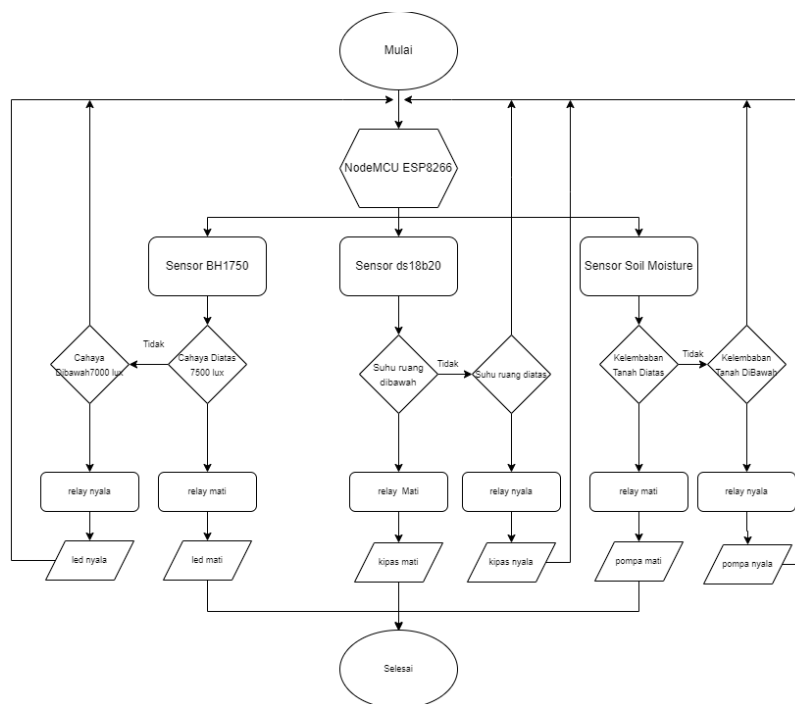 Mulai
NodeMCU ESP8266
Sensor BH1750
Sensor ds18b20
Sensor Soil Moisture
Cahaya
Dibawah7000 lux
Tidak
Cahaya Diatas
7500 lux
Suhu ruang
dibawah
Tidak
Suhu ruang diatas
Kelembaban
Tanah Diatas
Tidak
Kelembaban
Tanah DiBawah
relay nyala
relay mati
relay Mati
relay nyala
relay mati
relay nyala
led nyala
led mati
kipas mati
kipas nyala
pompa mati
pompa nyala
Selesai